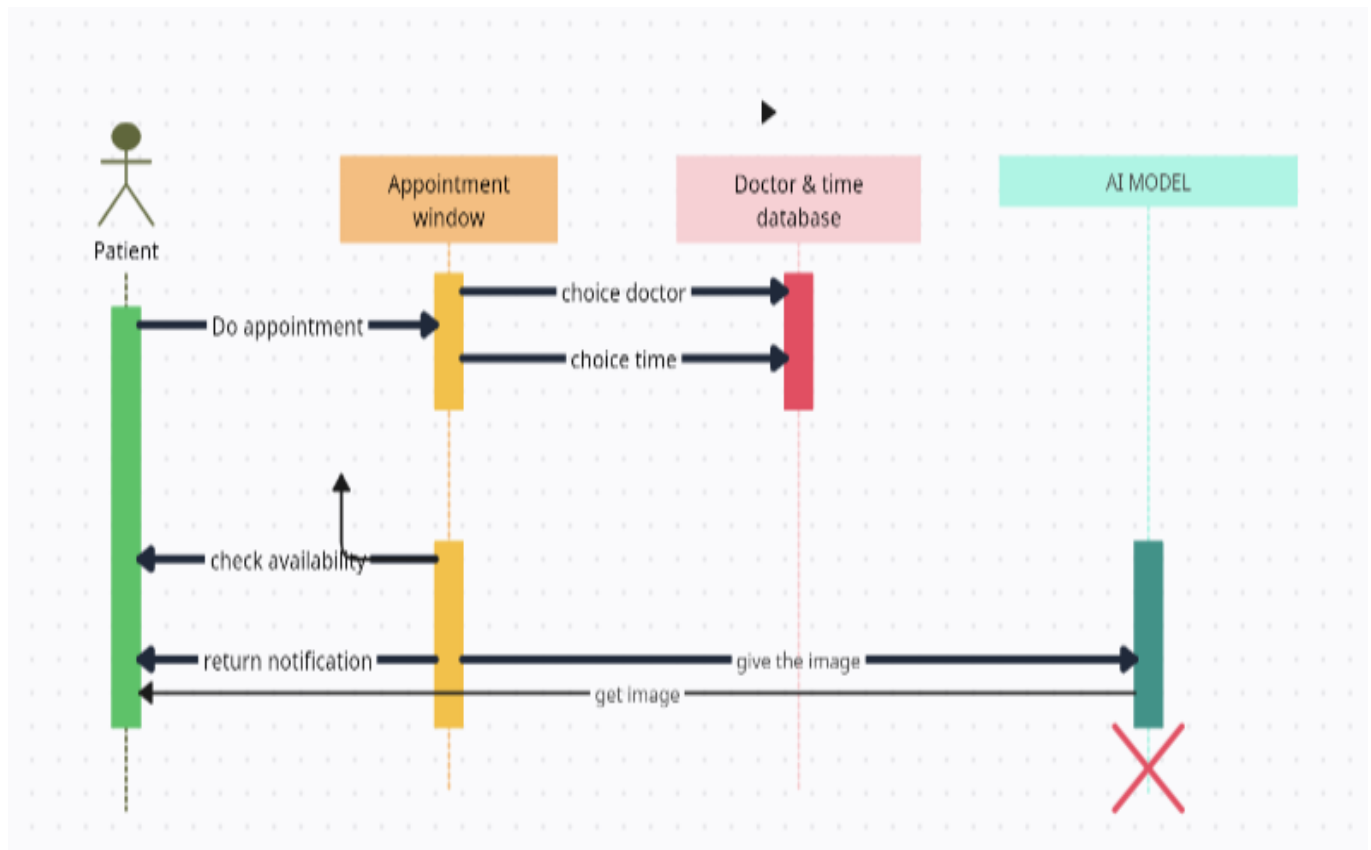 Appointment
window
Doctor & time
database
AI MODEL
Patient
choice doctor
Do appointment
choice time
check availability
return notification
give the image
get image